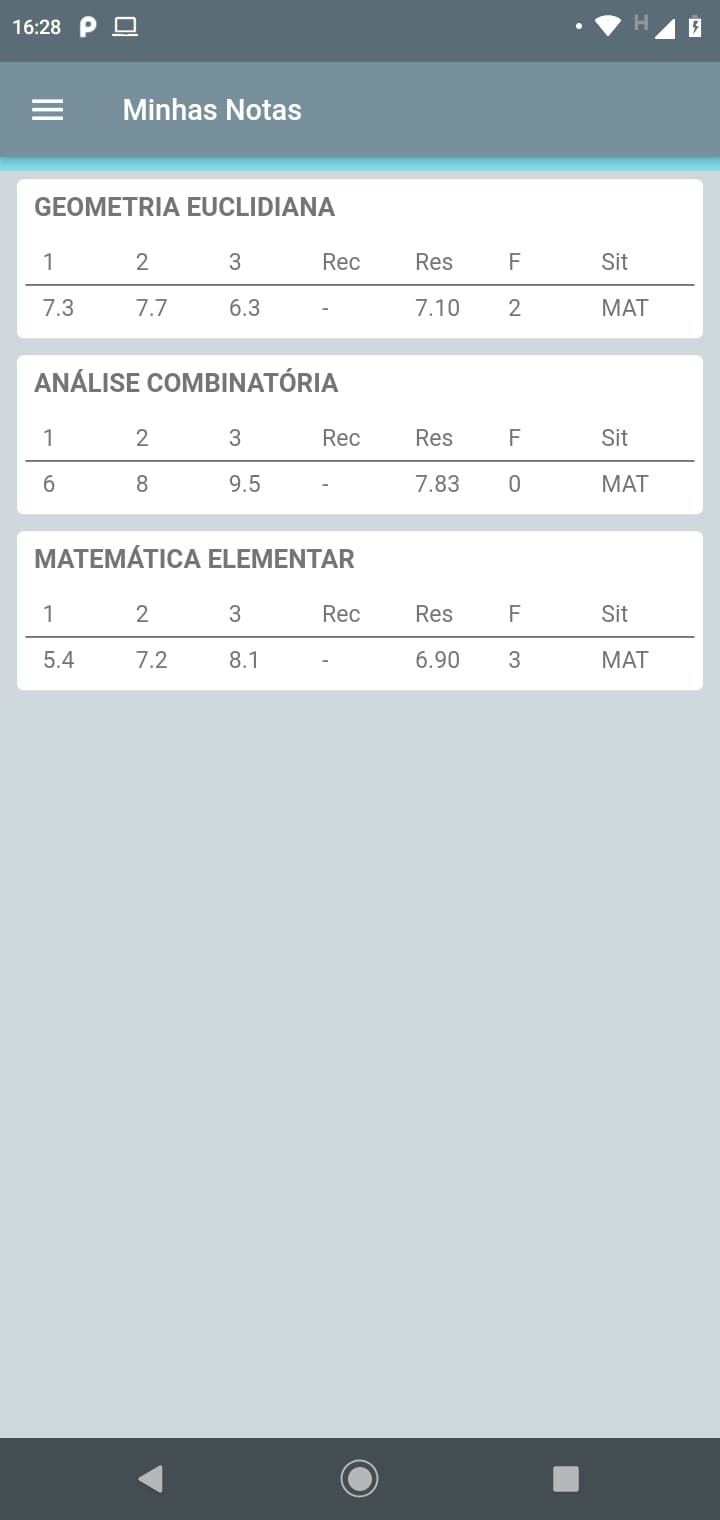 16:28
H
Minhas Notas
GEOMETRIA EUCLIDIANA
1 2 3 Rec Res F Sit
7.3 7.7 6.3 - 7.10 2 MAT
ANÁLISE COMBINATÓRIA
1 2 3 Rec Res F Sit
6 8 9.5 - 7.83 0 MAT
MATEMÁTICA ELEMENTAR
1 2 3 Rec Res F Sit
5.4 7.2 8.1 - 6.90 3 MAT